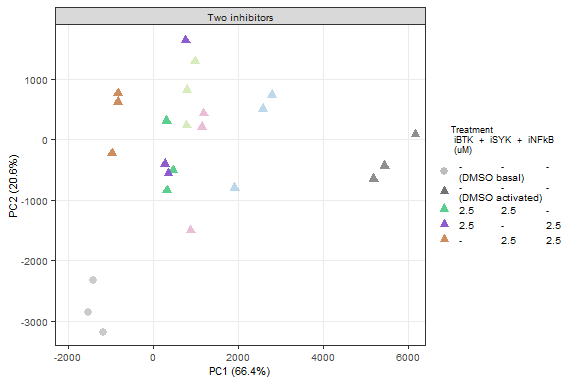 Two inhibitors
1000
0
-1000
-2000
-3000
PC2 (20.6%)
-2000 0 2000 4000 6000
PC1 (66.4%)
Treatment
iBTK + iSYK + iNFkB
(uM)
- - -
(DMSO basal)
- - -
(DMSO activated)
2.5 2.5 -
2.5 - 2.5
- 2.5 2.5